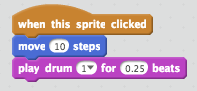 when this sprite clicked
move 10 steps
play drum 1 for 0.25 beats